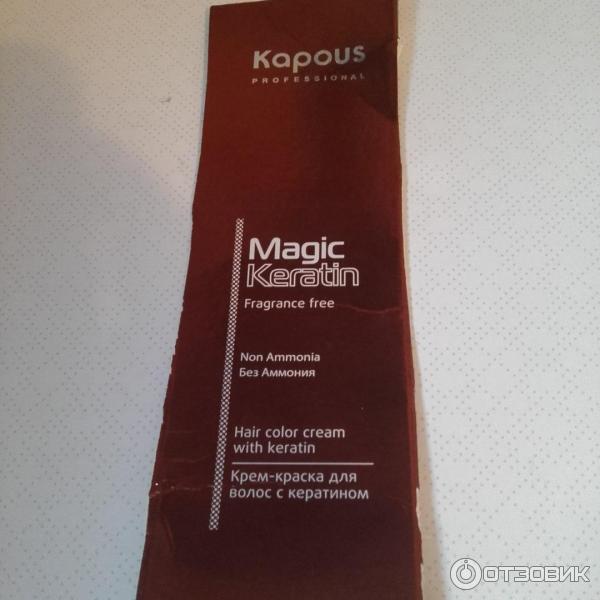 Kapous
PROFESSIONAL
Magic
Keratin
Fragrance free
Non Ammonia
Без Аммония
Hair color cream
with keratin
Крем-краска для
волос с кератином
ОТЗОВИК